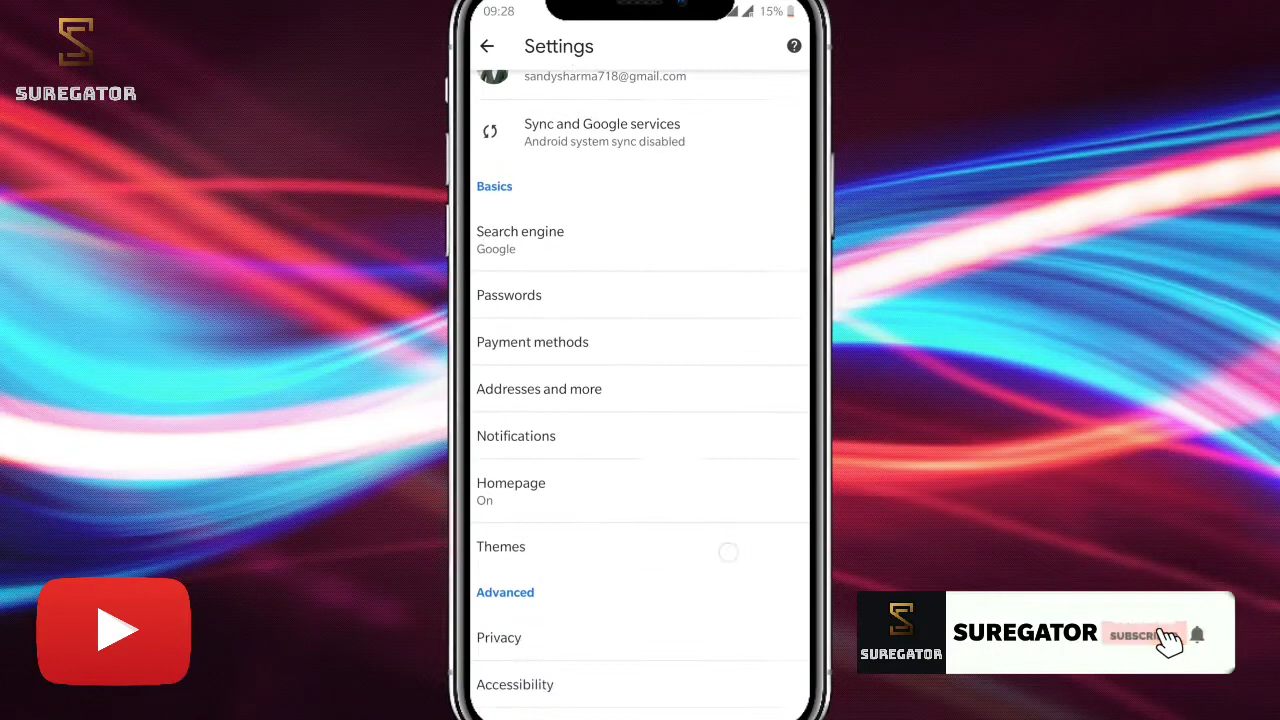 SUREGATOR
09:28
15%
Settings
sandysharma718@gmail.com
Sync and Google services
Android system sync disabled
Basics
Search engine
Google
Passwords
Payment methods
Addresses and more
Notifications
Homepage
On
Themes
Advanced
Privacy
Accessibility
SUREGATOR
SUREGATOR